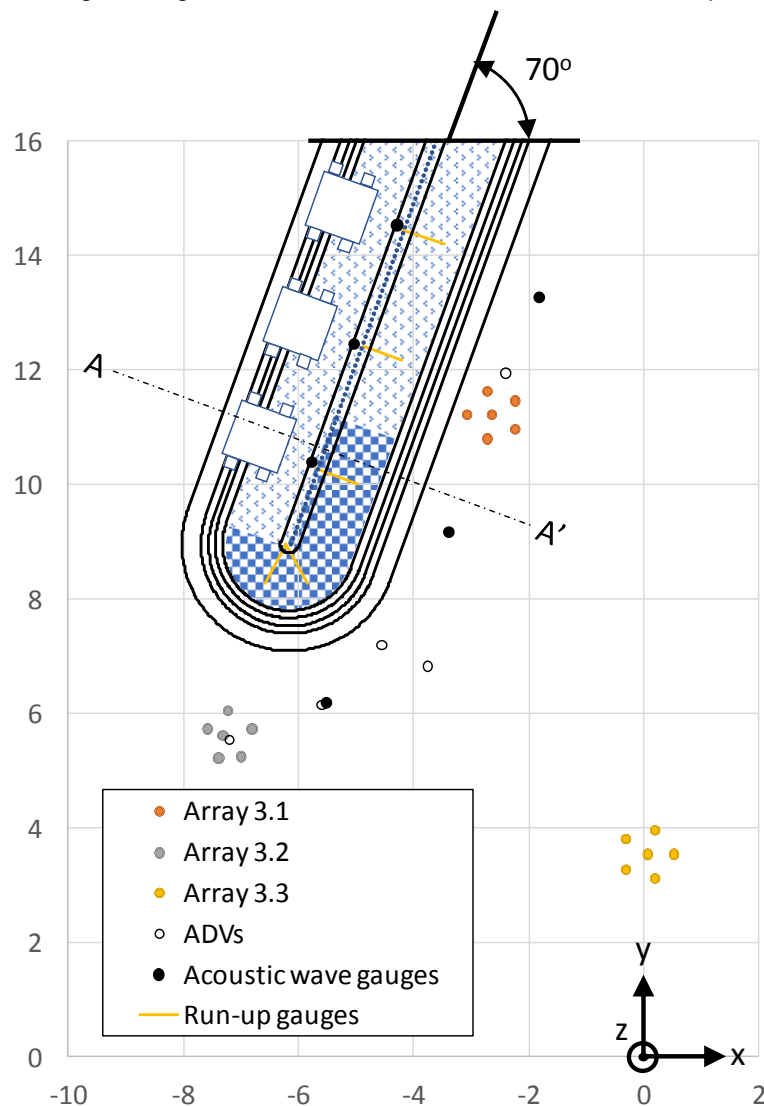 70º
16
14
12
A
10
A'
8
6
Array 3.1
Array 3.2
4
Array 3.3
ADVs
2
Acoustic wave gauges
y
Run-up gauges
z
x
0
-10 -8 -6 -4 -2 0 2